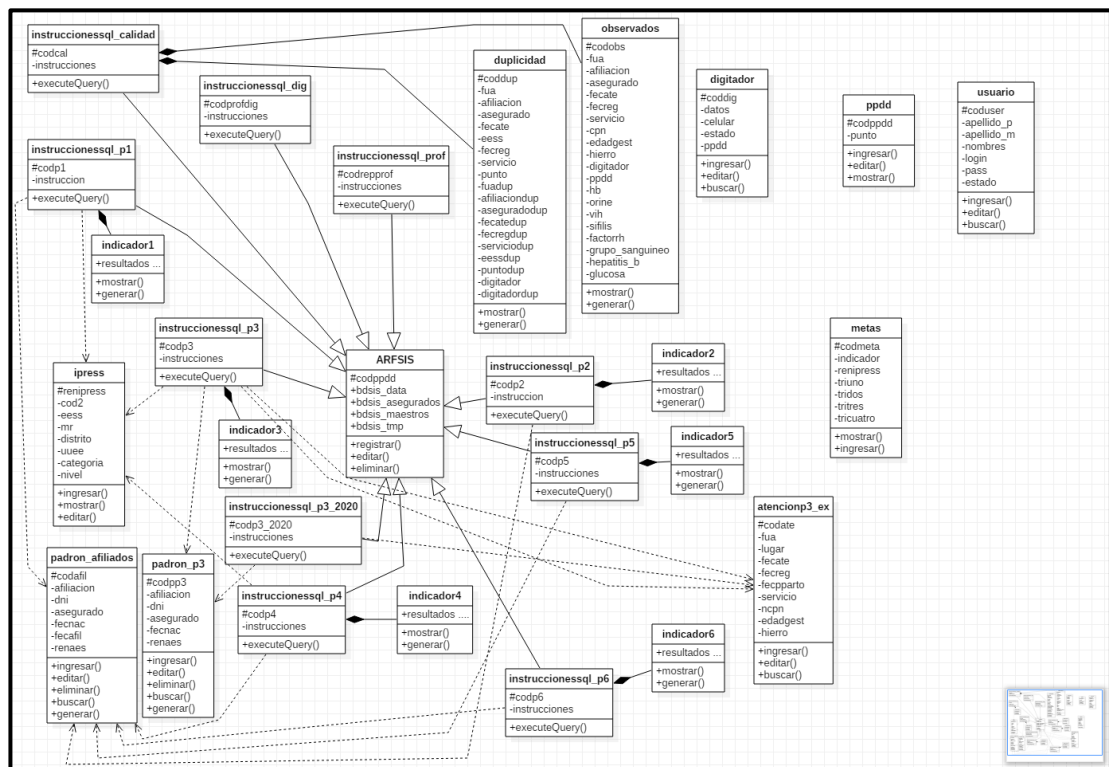 instruccionessql_calidad
#codcal
-instrucciones
+executeQuery()
instruccionessql_dig
#codprofdig
-instrucciones
+executeQuery()
duplicidad
#coddup
-fua
-afiliacion
-asegurado
-fecate
-eess
-fecreg
-servicio
-punto
-fuadup
-afiliaciondup
-aseguradodup
-fecatedup
-fecregdup
-serviciodup
-eessdup
-puntodup
-digitador
-digitadordup
+mostrar()
+generar()
observados
#codobs
-fua
-afiliacion
-asegurado
-fecate
-fecreg
-servicio
-cpn
-edadgest
-hierro
-digitador
-ppdd
-hb
-orine
-vih
-sifilis
-factorrh
-grupo_sanguineo
-hepatitis_b
-glucosa
+mostrar()
+generar()
digitador
#coddig
-datos
-celular
-estado
-ppdd
+ingresar()
+editar()
+buscar()
ppdd
#codppdd
-punto
+ingresar()
+editar()
+mostrar()
usuario
#coduser
-apellido_p
-apellido_m
-nombres
-login
-pass
-estado
+ingresar()
+editar()
+buscar()
instruccionessql_p1
#codp1
-instruccion
+executeQuery()
instruccionessql_prof
#codrepprof
-instrucciones
+executeQuery()
indicador1
+resultados ...
+mostrar()
+generar()
instruccionessql_p3
#codp3
-instrucciones
+executeQuery()
ipress
#renipress
-cod2
-eess
-mr
-distrito
-uuee
-categoria
-nivel
+ingresar()
+mostrar()
+editar()
ARFSIS
#codppdd
+bdsis_data
+bdsis_asegurados
+bdsis_maestros
+bdsis_tmp
+registrar()
+editar()
+eliminar()
instruccionessql_p2
#codp2
-instruccion
+executeQuery()
indicador2
+resultados ...
+mostrar()
+generar()
metas
#codmeta
-indicador
-renipress
-triuno
-tridos
-tritres
-tricuatro
+mostrar()
+ingresar()
indicador3
+resultados ...
+mostrar()
+generar()
instruccionessql_p5
#codp5
-instrucciones
+executeQuery()
indicador5
+resultados ...
+mostrar()
+generar()
instruccionessql_p3_2020
#codp3_2020
-instrucciones
+executeQuery()
atencionp3_ex
#codate
-fua
-lugar
-fecate
-fecreg
-fecpparto
-servicio
-ncpn
-edadgest
-hierro
+ingresar()
+editar()
+buscar()
padron_afiliados
#codafil
-afiliacion
-dni
-asegurado
-fecnac
-fecafil
-renaes
+ingresar()
+editar()
+eliminar()
+buscar()
+generar()
padron_p3
#codpp3
-afiliacion
-dni
-asegurado
-fecnac
-renaes
+ingresar()
+editar()
+eliminar()
+buscar()
+generar()
instruccionessql_p4
#codp4
-instrucciones
+executeQuery()
indicador4
+resultados ....
+mostrar()
+generar()
instruccionessql_p6
#codp6
-instrucciones
+executeQuery()
indicador6
+resultados ...
+mostrar()
+generar()